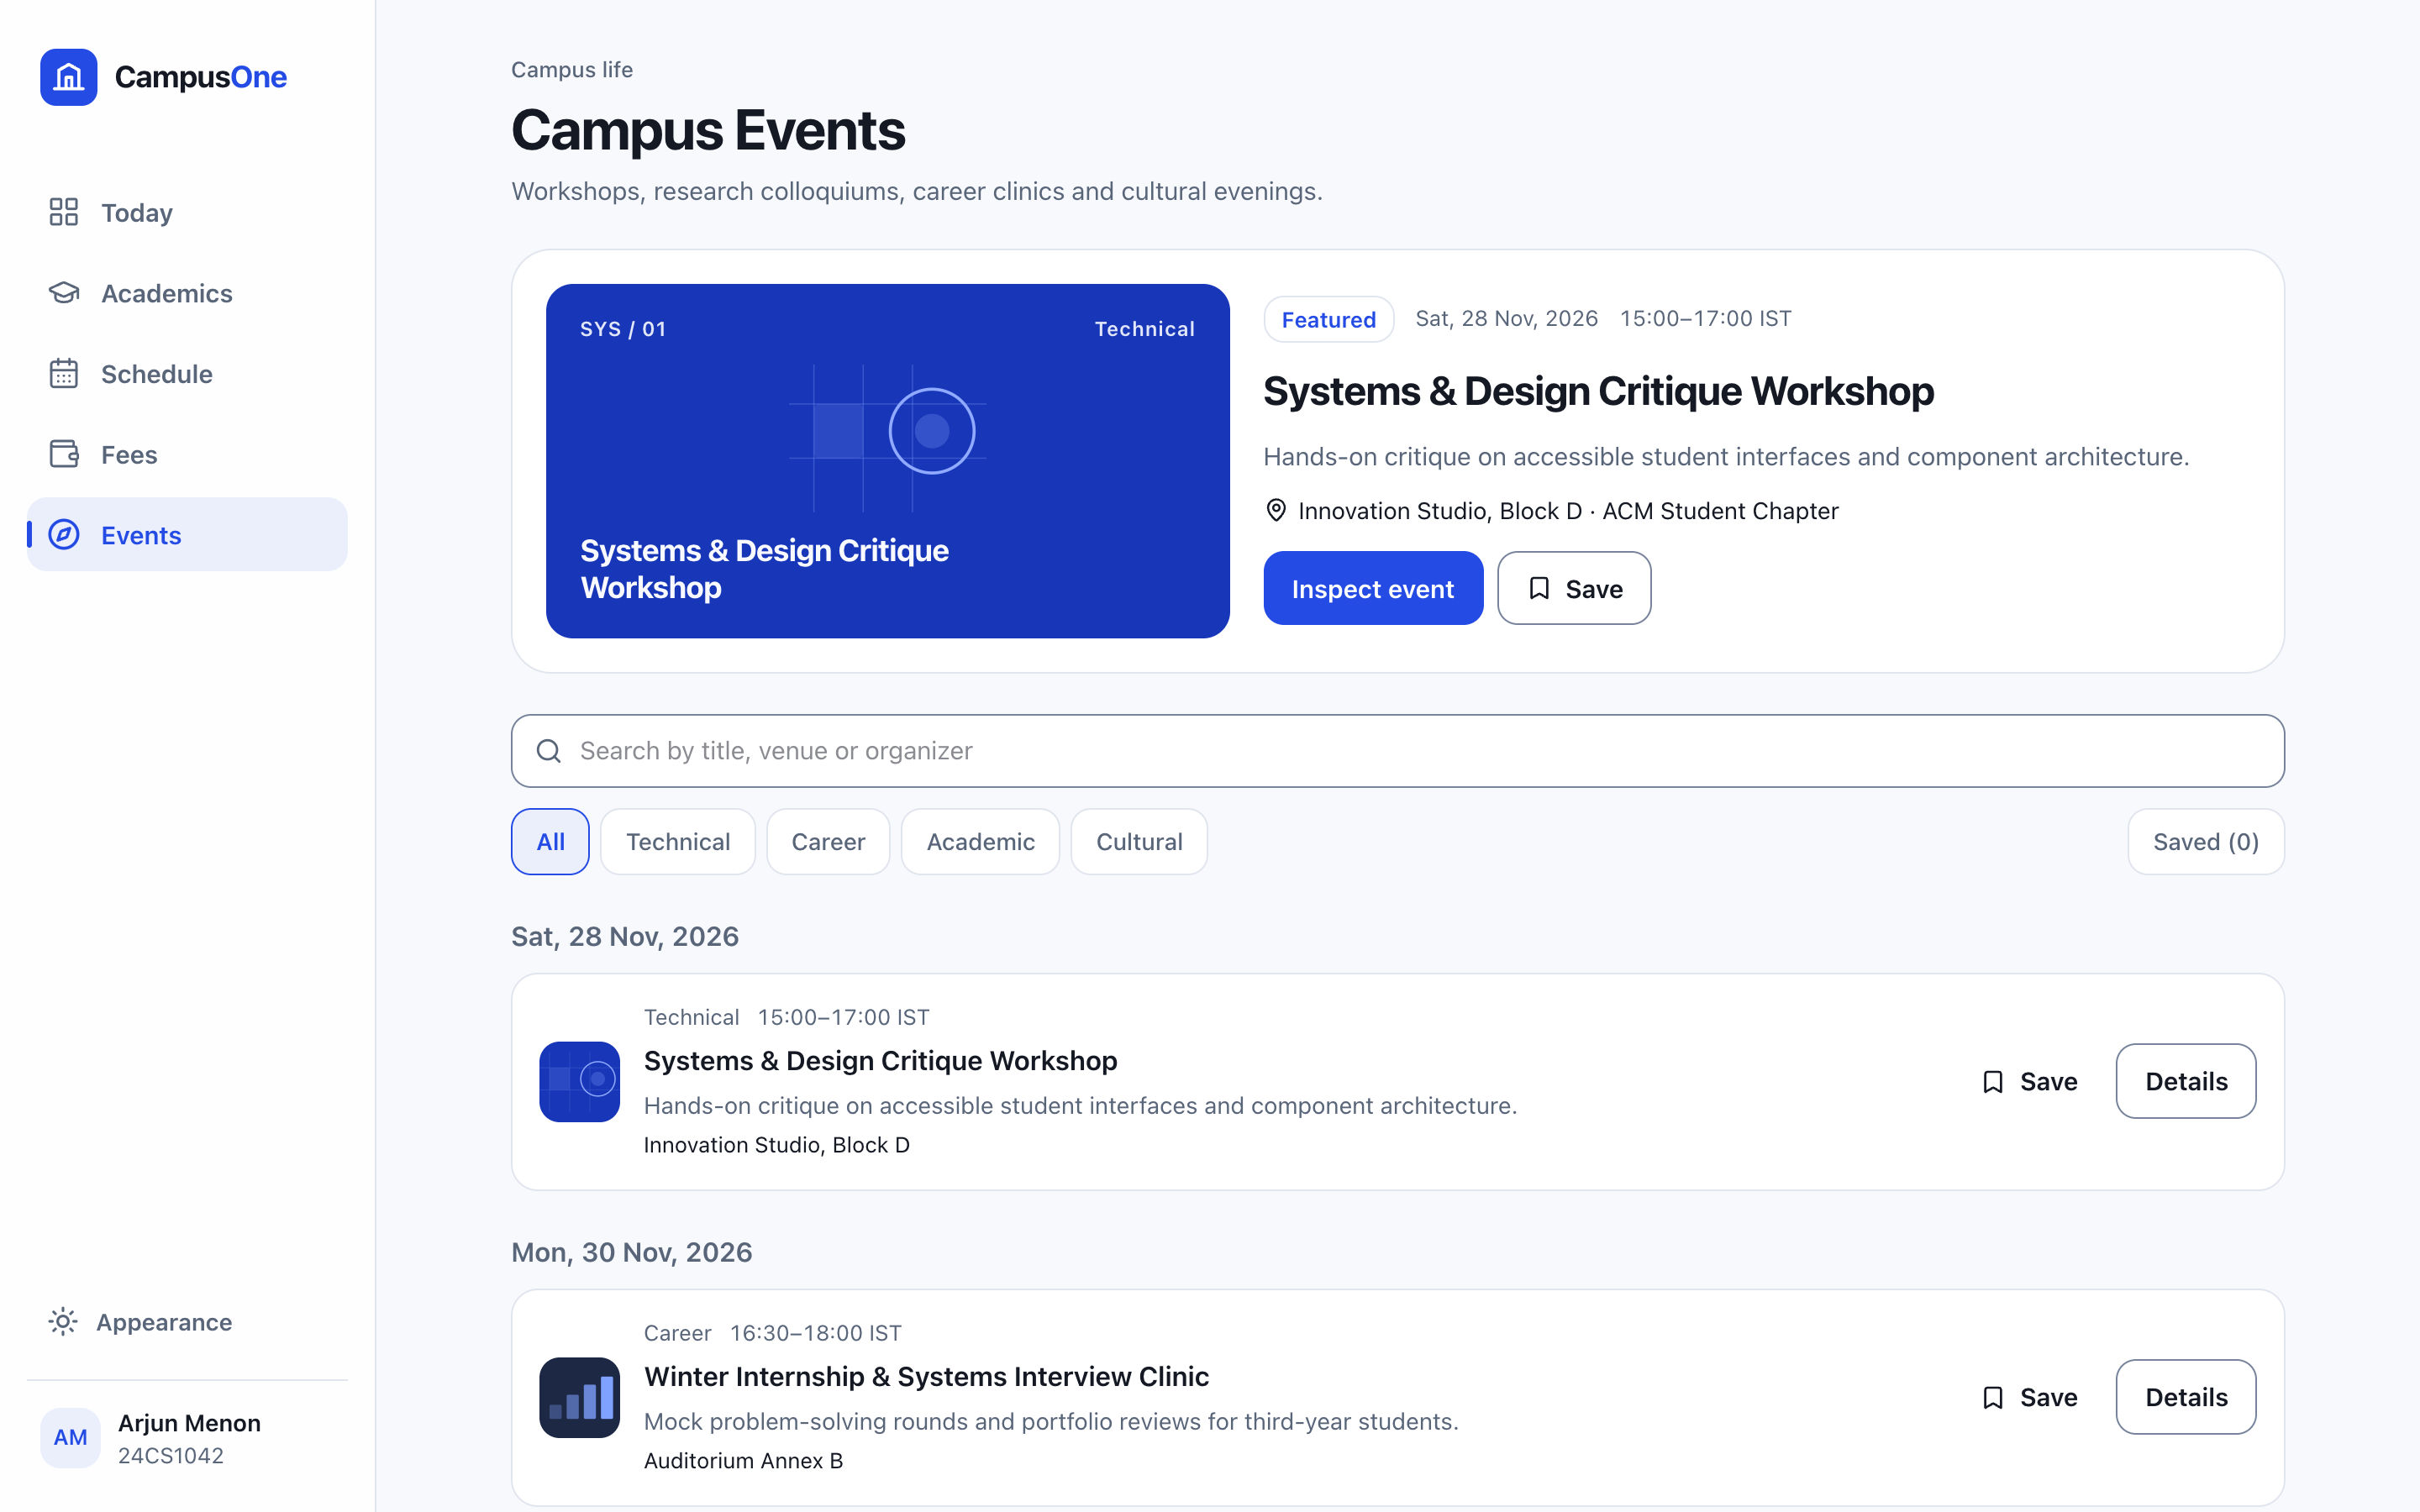 CampusOne
Today
Academics
Schedule
Fees
Events
Appearance
AM
Arjun Menon
24CS1042
Campus life
Campus Events
Workshops, research colloquiums, career clinics and cultural evenings.
SYS / 01
Technical
Systems & Design Critique
Workshop
Featured
Sat, 28 Nov, 2026
15:00–17:00 IST
Systems & Design Critique Workshop
Hands-on critique on accessible student interfaces and component architecture.
Innovation Studio, Block D · ACM Student Chapter
Inspect event
Save
Search by title, venue or organizer
All
Technical
Career
Academic
Cultural
Saved (0)
Sat, 28 Nov, 2026
Technical 15:00–17:00 IST
Systems & Design Critique Workshop
Hands-on critique on accessible student interfaces and component architecture.
Innovation Studio, Block D
Save
Details
Mon, 30 Nov, 2026
Career 16:30–18:00 IST
Winter Internship & Systems Interview Clinic
Mock problem-solving rounds and portfolio reviews for third-year students.
Auditorium Annex B
Save
Details